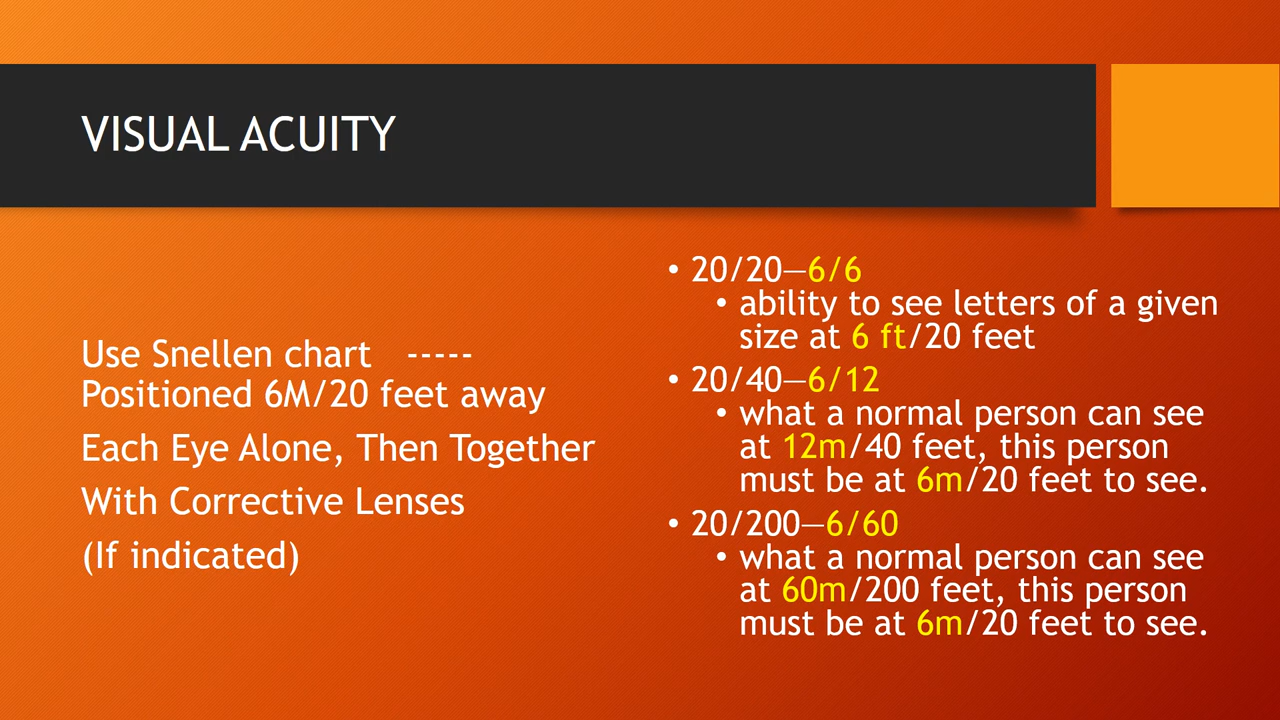 VISUAL ACUITY
Use Snellen chart -----
Positioned 6M/20 feet away
Each Eye Alone, Then Together
With Corrective Lenses
(If indicated)
• 20/20—6/6
• ability to see letters of a given
size at 6 ft/20 feet
• 20/40—6/12
• what a normal person can see
at 12m/40 feet, this person
must be at 6m/20 feet to see.
• 20/200—6/60
• what a normal person can see
at 60m/200 feet, this person
must be at 6m/20 feet to see.